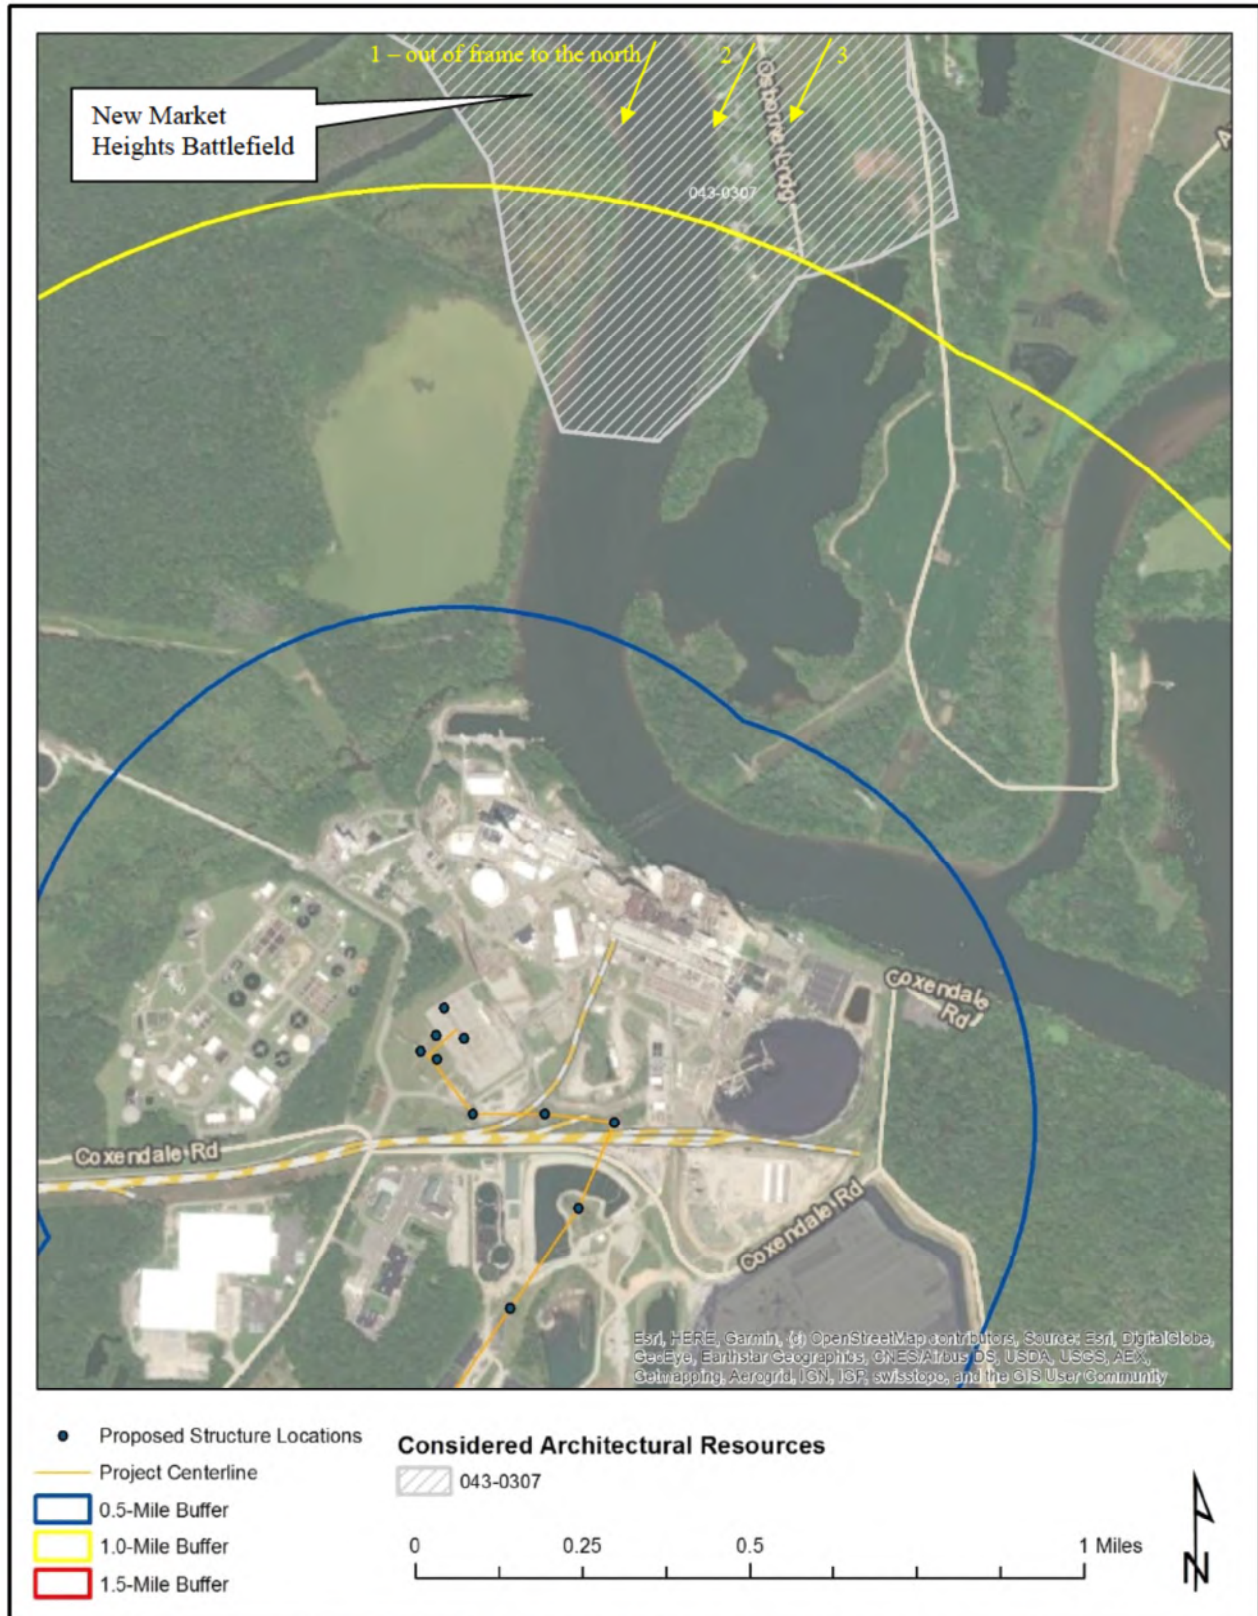 1 – out of frame to the north
2
3
New Market
Heights Battlefield
Osborne Lndg
043-0307
A
Coxendale
Rd
Coxendale Rd
Coxendale Rd
Esri, HERE, Garmin, (c) OpenStreetMap contributors, Source: Esri, DigitalGlobe,
GeoEye, Earthstar Geographics, CNES/Airbus DS, USDA, USGS, AEX,
Getmapping, Aerogrid, IGN, IGP, swisstopo, and the GIS User Community
Proposed Structure Locations
Project Centerline
0.5-Mile Buffer
1.0-Mile Buffer
1.5-Mile Buffer
Considered Architectural Resources
043-0307
0 0.25 0.5 1 Miles
N